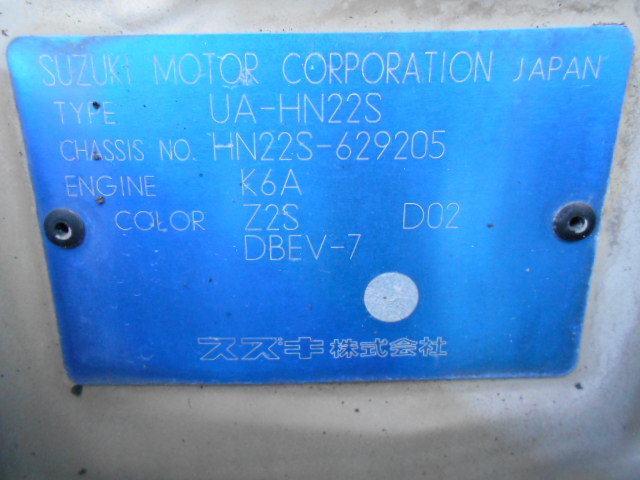 SUZUKI MOTOR CORPORATION JAPAN
TYPE UA-HN22S
CHASSIS NO. HN22S-629205
ENGINE K6A
COLOR Z2S D02
DBEV-7
スズキ株式会社